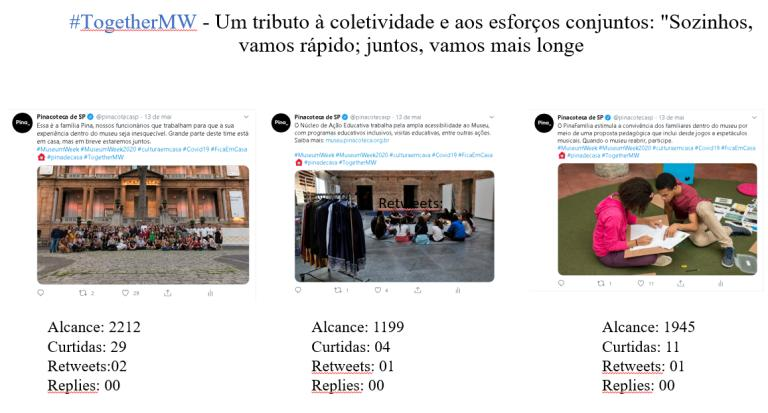 #TogetherMW - Um tributo à coletividade e aos esforços conjuntos: "Sozinhos,
vamos rápido; juntos, vamos mais longe
Pina_
Pinacoteca de SP @pinacotecasp · 13 de mai
Essa é a família Pina, nossos funcionários que trabalham para que a sua
experiência dentro do museu seja inesquecível. Grande parte deste time está
em casa, mas em breve estaremos juntos.
#MuseumWeek #MuseumWeek2020 #culturaemcasa #Covid19 #FicaEmCasa
#pinadecasa #TogetherMW
2 29
Alcance: 2212
Curtidas: 29
Retweets:02
Replies: 00
Pina_
Pinacoteca de SP @pinacotecasp · 13 de mai
O Núcleo de Ação Educativa trabalha pela ampla acessibilidade ao Museu,
com programas educativos inclusivos, visitas educativas, entre outras ações.
Saiba mais: museu.pinacoteca.org.br
#MuseumWeek #MuseumWeek2020 #culturaemcasa #Covid19 #FicaEmCasa
#pinadecasa #TogetherMW
Retweets:
1 4
Alcance: 1199
Curtidas: 04
Retweets: 01
Replies: 00
Pina_
Pinacoteca de SP @pinacotecasp · 13 de mai
O PinaFamília estimula a convivência dos familiares dentro do museu por
meio de uma proposta pedagógica que inclui desde jogos a espetáculos
musicais. Quando o museu reabrir, participe.
#MuseumWeek #MuseumWeek2020 #culturaemcasa #Covid19 #FicaEmCasa
#pinadecasa #TogetherMW
1 11
Alcance: 1945
Curtidas: 11
Retweets: 01
Replies: 00